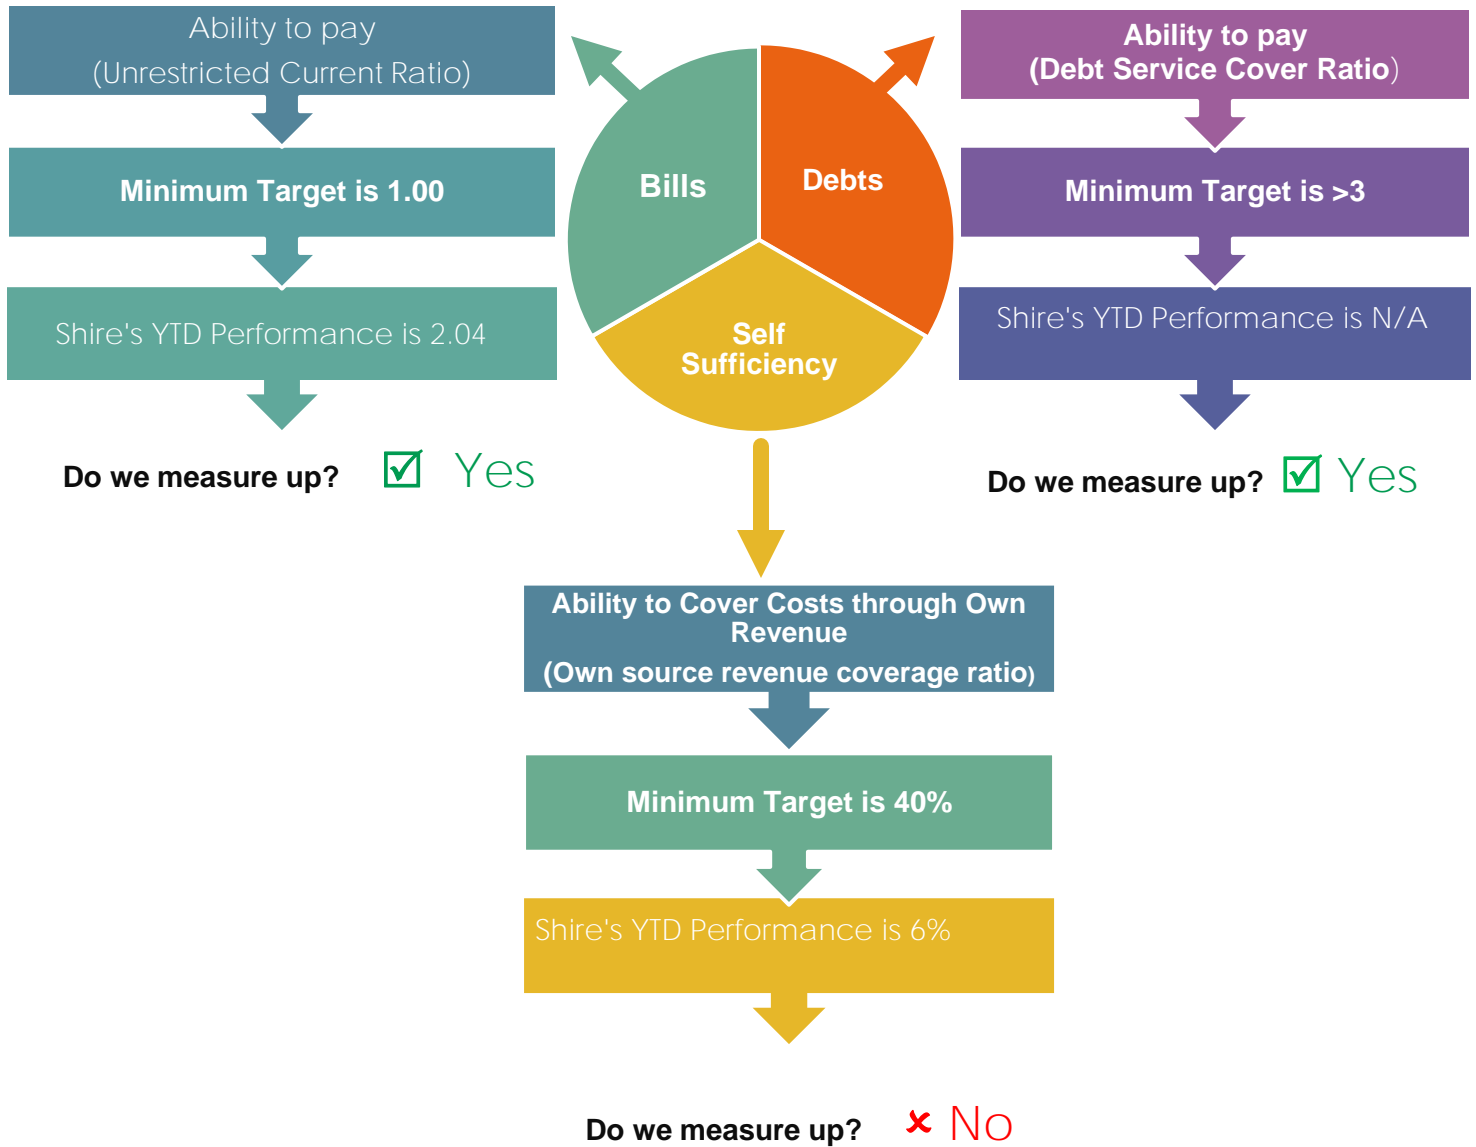 Ability to pay
(Unrestricted Current Ratio)
Minimum Target is 1.00
Shire's YTD Performance is 2.04
Do we measure up? ☑ Yes
Bills
Debts
Self
Sufficiency
Ability to pay
(Debt Service Cover Ratio)
Minimum Target is >3
Shire's YTD Performance is N/A
Do we measure up? ☑ Yes
Ability to Cover Costs through Own
Revenue
(Own source revenue coverage ratio)
Minimum Target is 40%
Shire's YTD Performance is 6%
Do we measure up? ✘ No